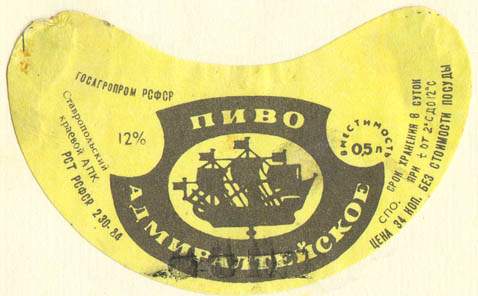 ГОСАГРОПРОМ РСФСР
Ставропольский
краевой АПК.
РСТ РСФСР 230-84
12%
ПИВО
АДМИРАЛТЕЙСКОЕ
ВМЕСТИМОСТЬ
0,5 л
СРОК ХРАНЕНИЯ 8 СУТОК
СПО. ПРИ t ОТ 2°С ДО 12°С
ЦЕНА 34 КОП. БЕЗ СТОИМОСТИ ПОСУДЫ